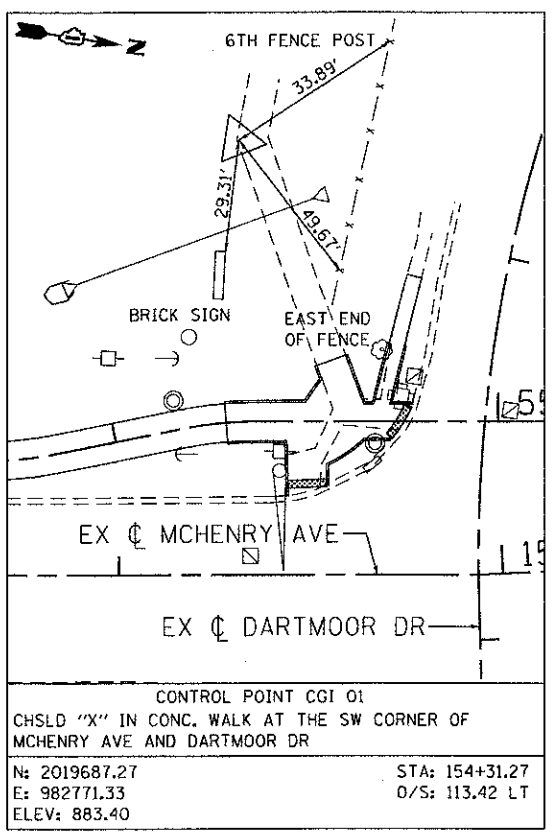 N
6TH FENCE POST
33.89'
29.31'
49.67'
BRICK SIGN
EAST END
OF FENCE
EX ℄ MCHENRY AVE
EX ℄ DARTMOOR DR
CONTROL POINT CGI 01
CHSLD "X" IN CONC. WALK AT THE SW CORNER OF
MCHENRY AVE AND DARTMOOR DR
N: 2019687.27
STA: 154+31.27
E: 982771.33
O/S: 113.42 LT
ELEV: 883.40